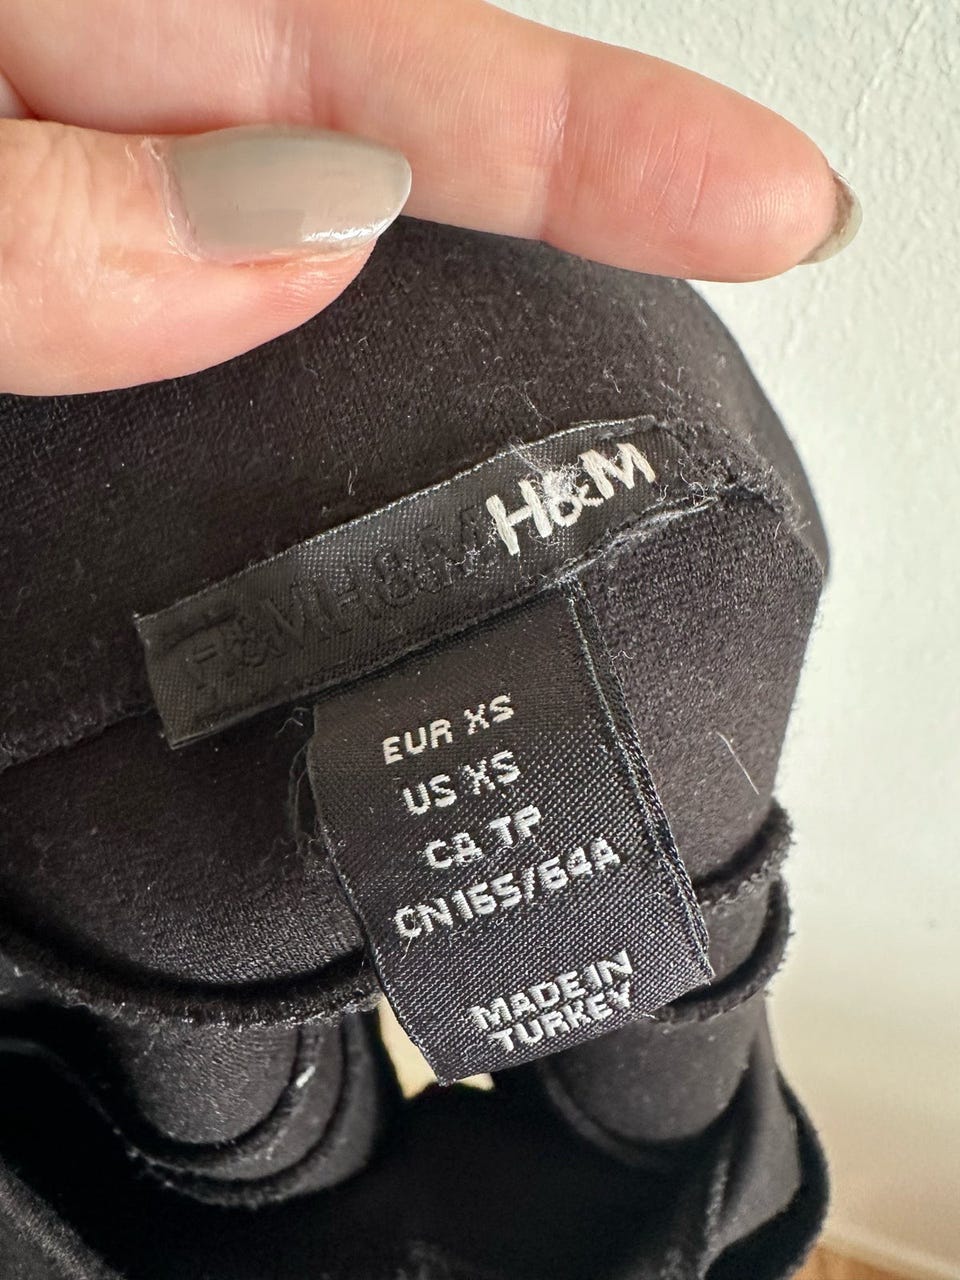 H&M
EUR XS
US XS
CA TP
CN 165/64A
MADE IN
TURKEY